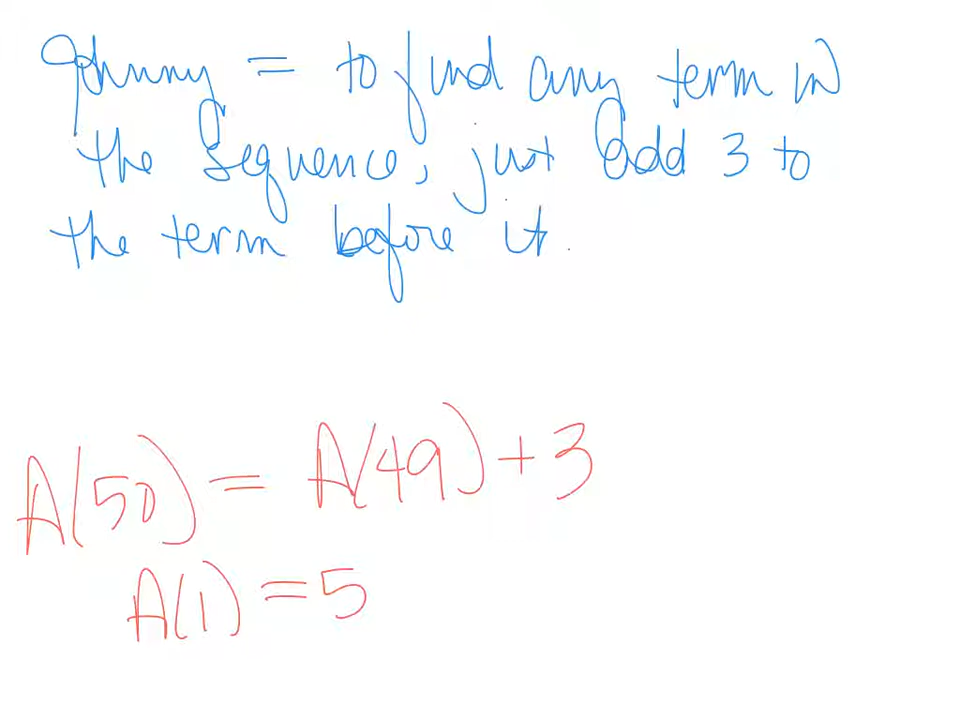 Johnny = to find any term in
the sequence, just add 3 to
the term before it.
A(50) = A(49) + 3
A(1) = 5